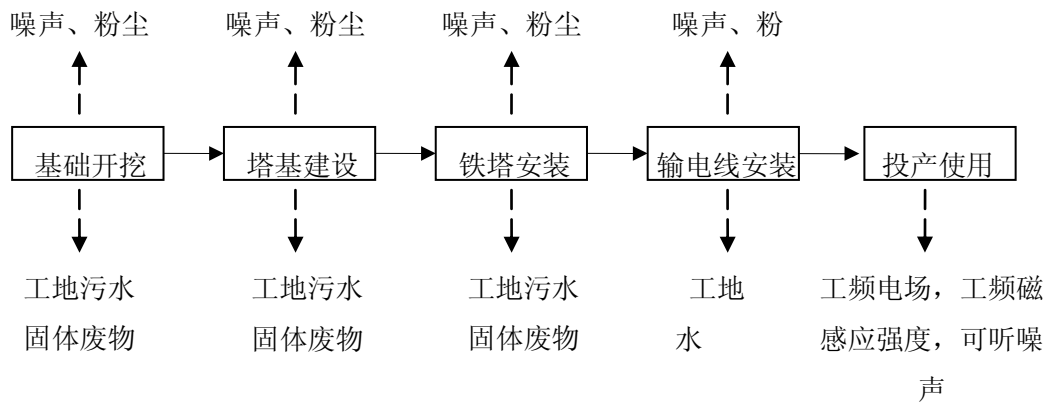 噪声、粉尘
噪声、粉尘
噪声、粉尘
噪声、粉
基础开挖
塔基建设
铁塔安装
输电线安装
投产使用
工地污水
固体废物
工地污水
固体废物
工地污水
固体废物
工地
水
工频电场，工频磁
感应强度，可听噪
声